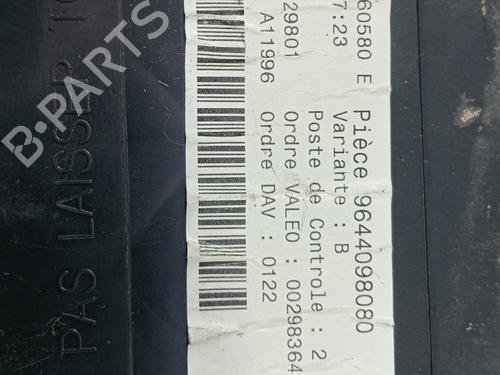 60580 E
7:23
29801
A11996
Pièce 9644098080
Variante : B
Poste de Controle : 2
Ordre VALEO : 00298364
Ordre DAV : 0122
PAS LAISSER
B-PARTS